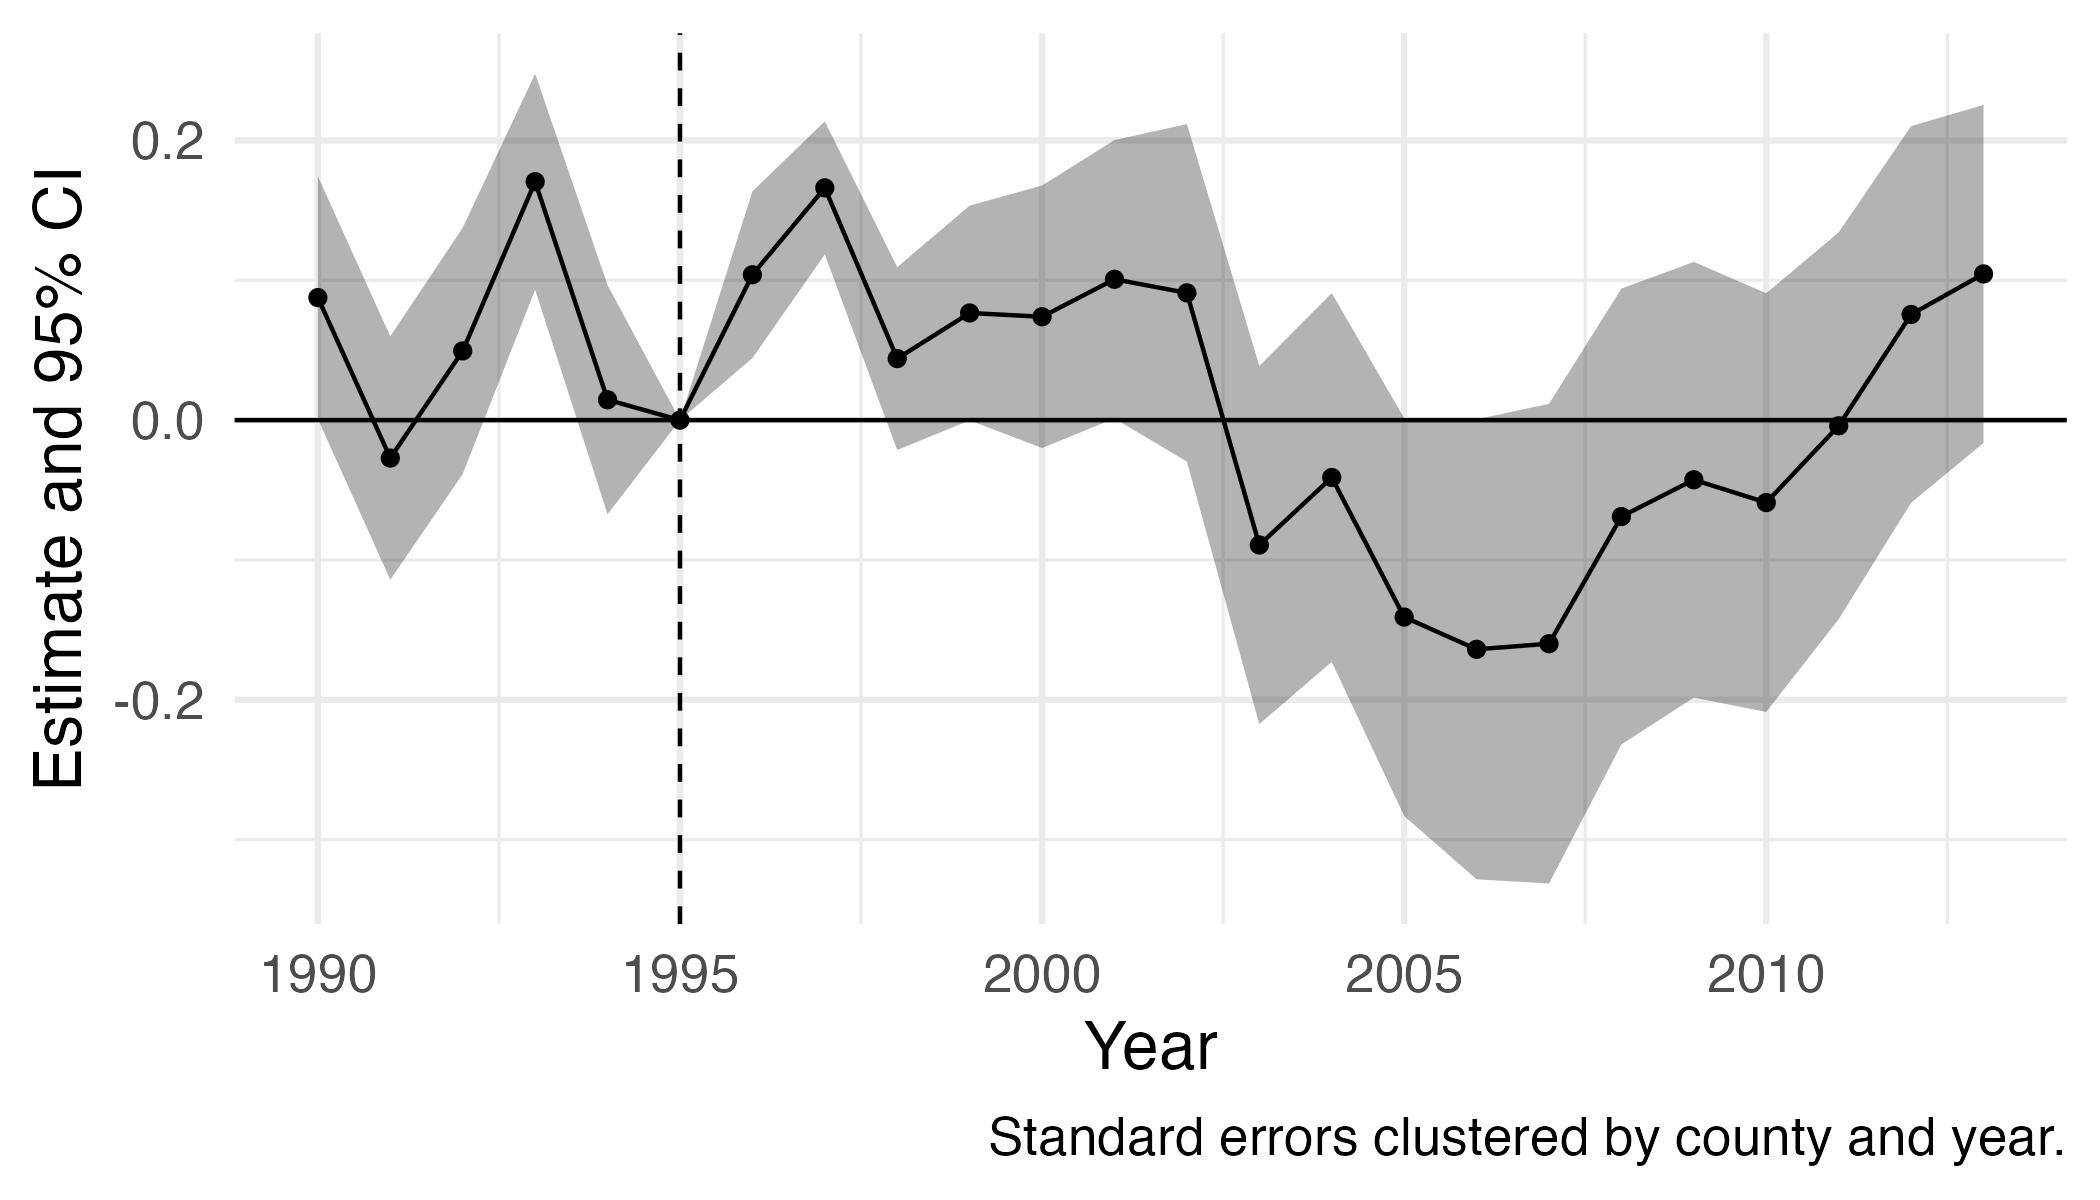 Estimate and 95% CI
0.2
0.0
-0.2
1990 1995 2000 2005 2010
Year
Standard errors clustered by county and year.